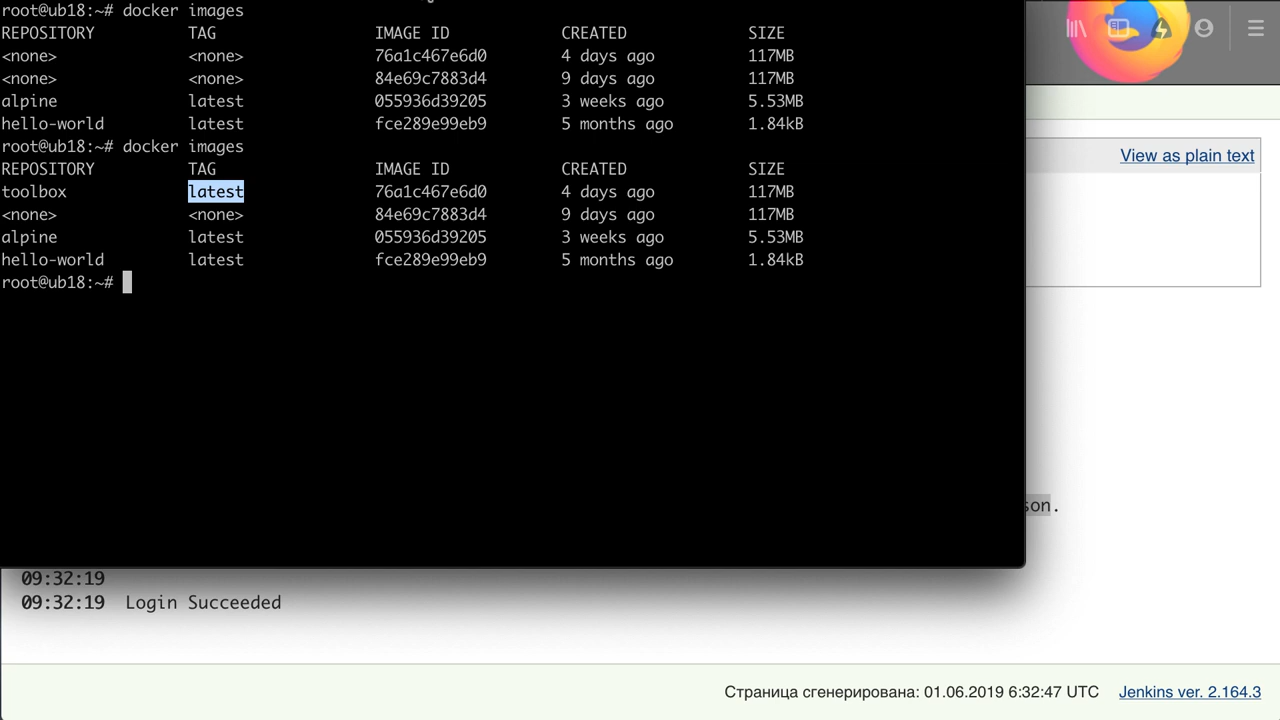 root@ub18:~# docker images
REPOSITORY TAG IMAGE ID CREATED SIZE
<none> <none> 76a1c467e6d0 4 days ago 117MB
<none> <none> 84e69c7883d4 9 days ago 117MB
alpine latest 055936d39205 3 weeks ago 5.53MB
hello-world latest fce289e99eb9 5 months ago 1.84kB
root@ub18:~# docker images
REPOSITORY TAG IMAGE ID CREATED SIZE
toolbox latest 76a1c467e6d0 4 days ago 117MB
<none> <none> 84e69c7883d4 9 days ago 117MB
alpine latest 055936d39205 3 weeks ago 5.53MB
hello-world latest fce289e99eb9 5 months ago 1.84kB
root@ub18:~#
View as plain text
son.
09:32:19
09:32:19 Login Succeeded
Страница сгенерирована: 01.06.2019 6:32:47 UTC Jenkins ver. 2.164.3